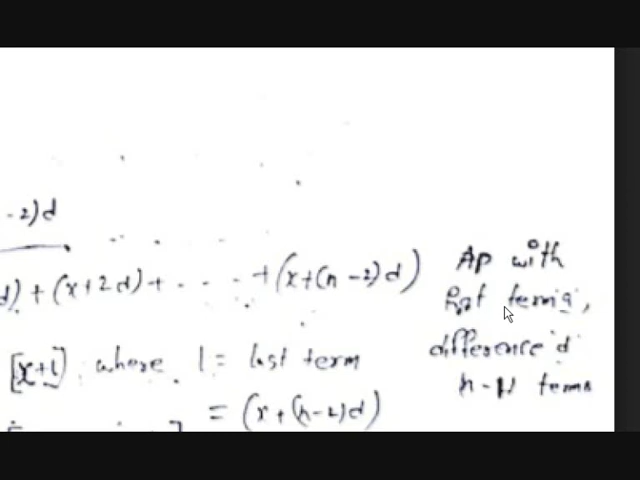 - 2)d
d) + (x+2d)+ . . . . + (x+(n-2)d) AP with
first term a,
[x+l] where l = last term difference d
n-1 terms
= (x+(n-2)d)